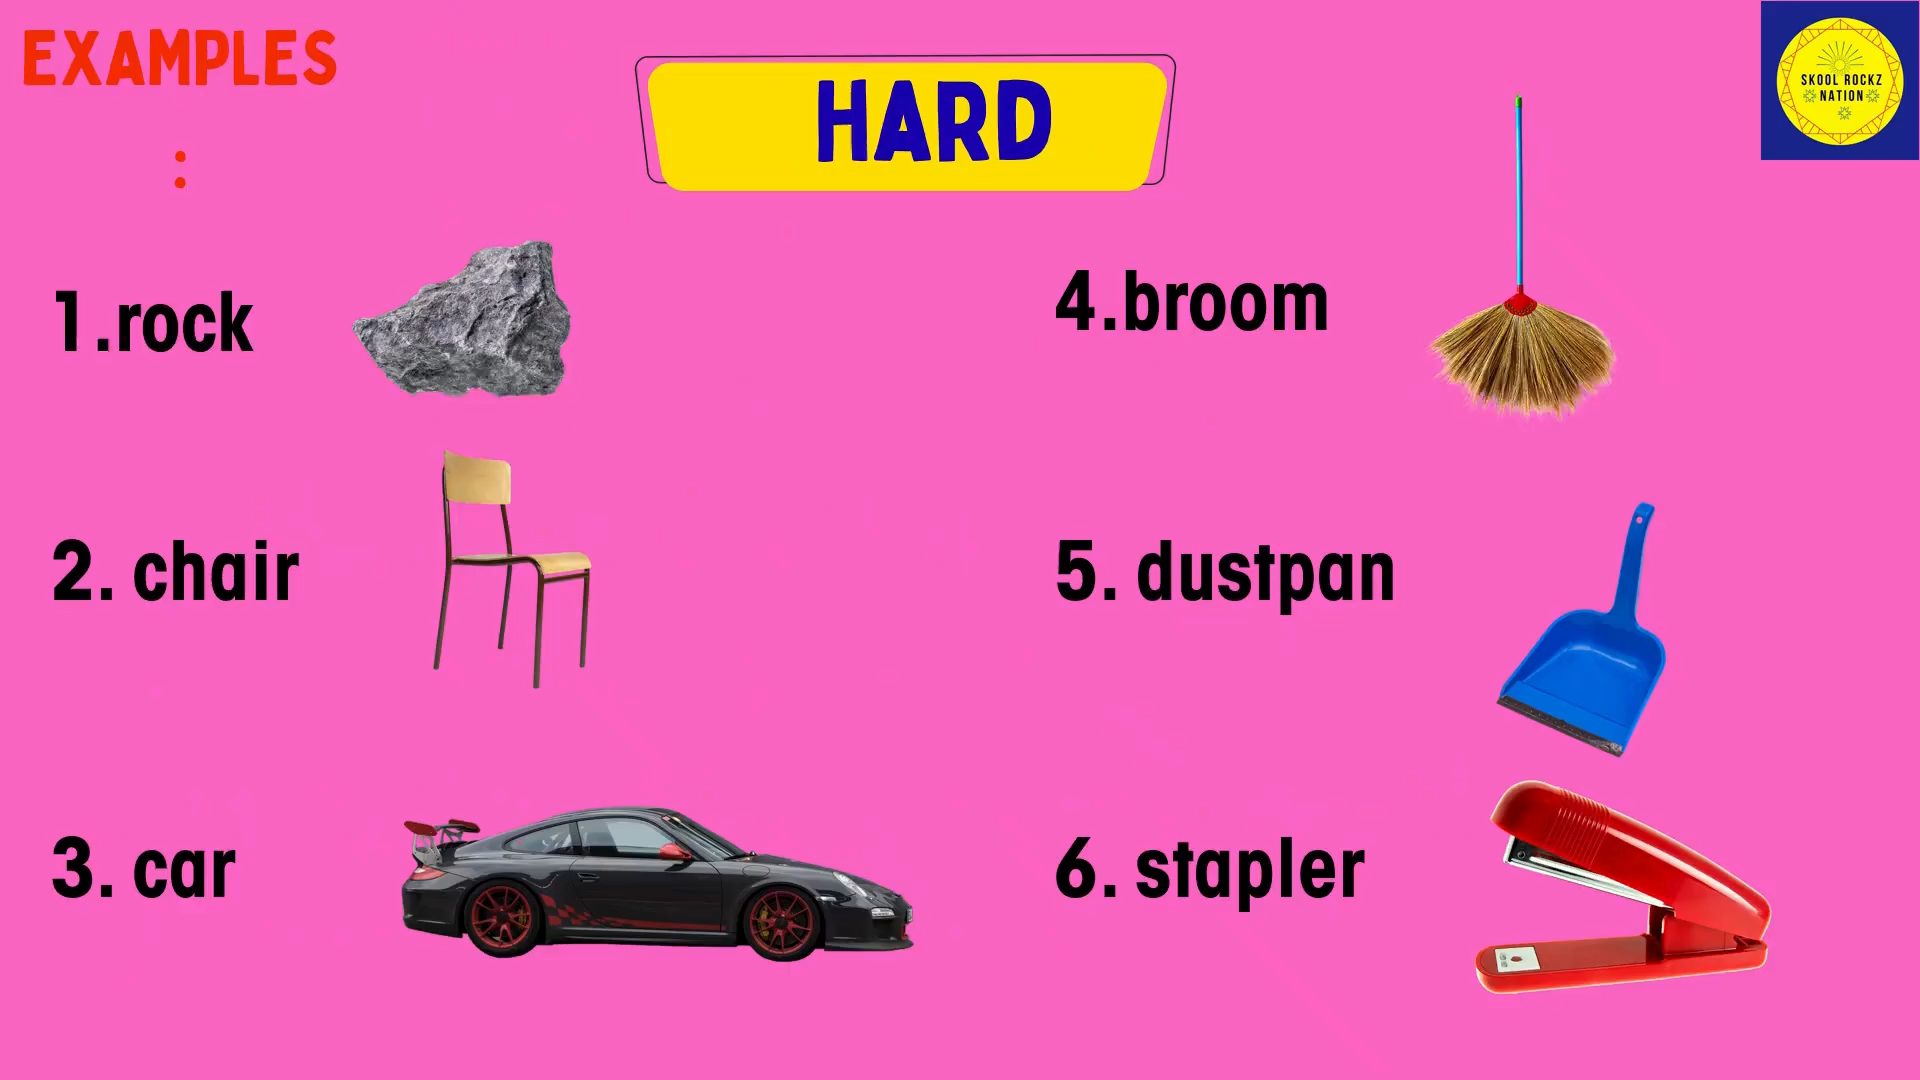 EXAMPLES
:
HARD
SKOOL ROCKZ
NATION
1.rock
2. chair
3. car
4.broom
5. dustpan
6. stapler